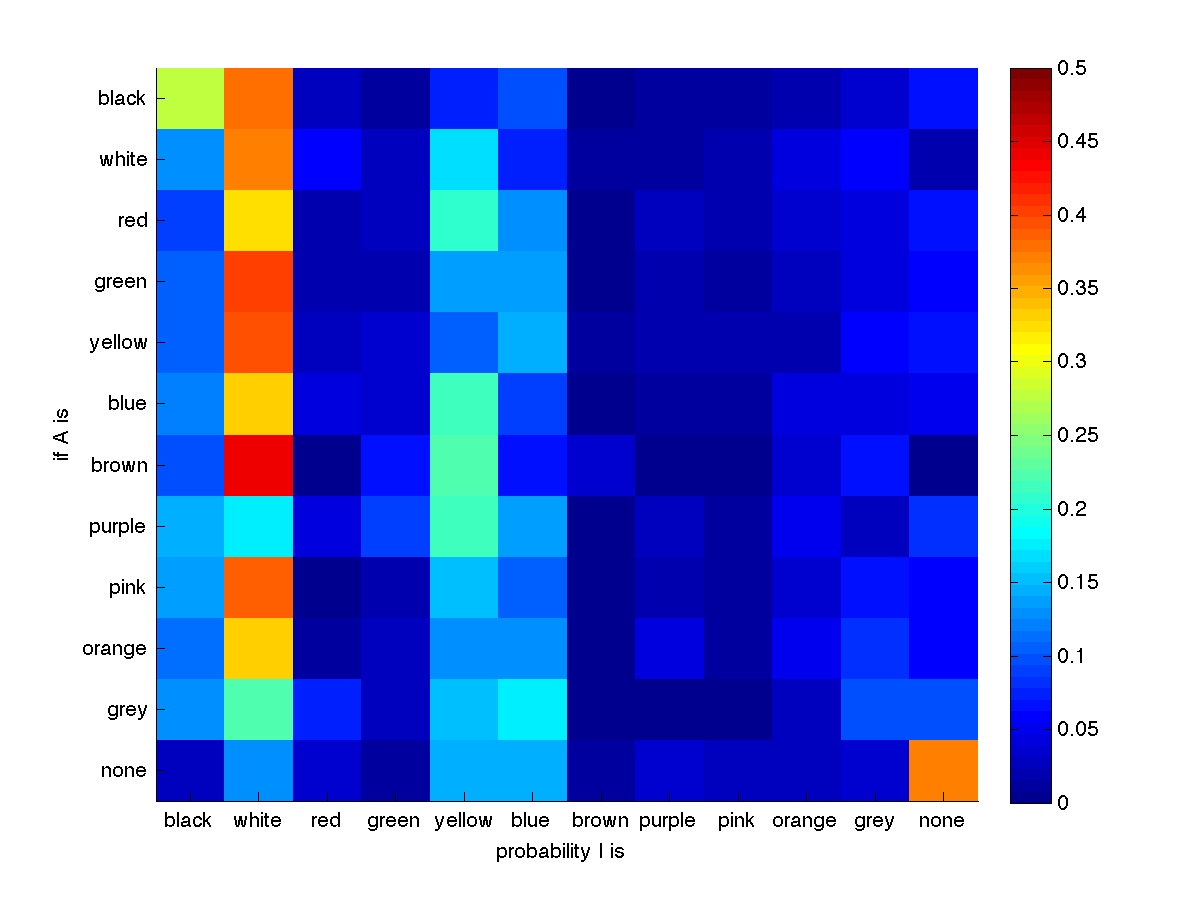 black
white
red
green
yellow
blue
brown
purple
pink
orange
grey
none
if A is
black white red green yellow blue brown purple pink orange grey none
probability I is
0.5
0.45
0.4
0.35
0.3
0.25
0.2
0.15
0.1
0.05
0